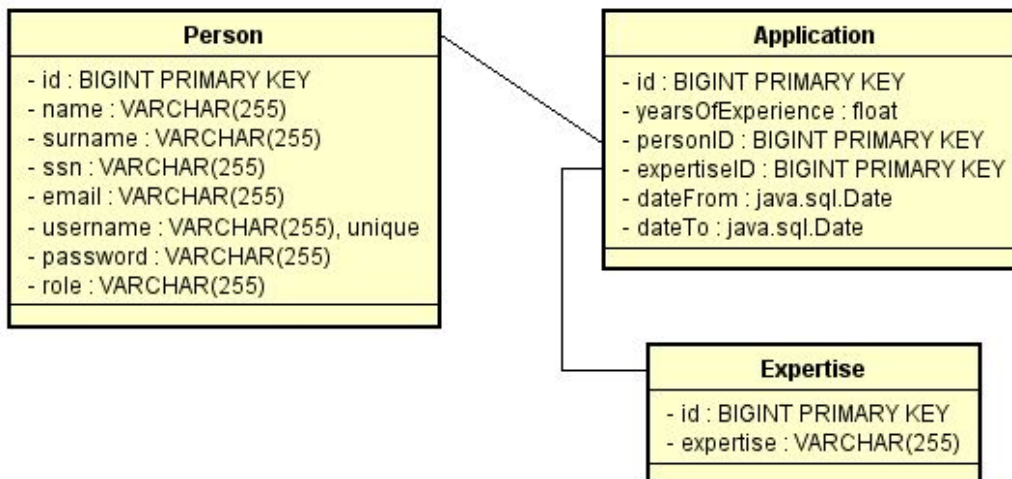 Person
- id : BIGINT PRIMARY KEY
- name : VARCHAR(255)
- surname : VARCHAR(255)
- ssn : VARCHAR(255)
- email : VARCHAR(255)
- username : VARCHAR(255), unique
- password : VARCHAR(255)
- role : VARCHAR(255)
Application
- id : BIGINT PRIMARY KEY
- yearsOfExperience : float
- personID : BIGINT PRIMARY KEY
- expertiseID : BIGINT PRIMARY KEY
- dateFrom : java.sql.Date
- dateTo : java.sql.Date
Expertise
- id : BIGINT PRIMARY KEY
- expertise : VARCHAR(255)